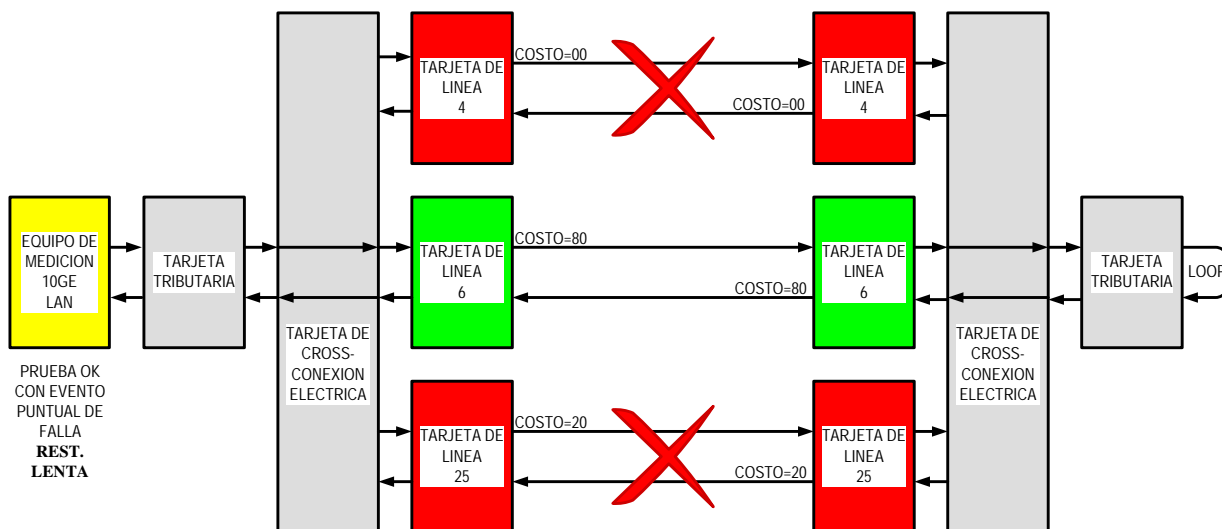 TARJETA DE
LINEA
4
COSTO=00
COSTO=00
TARJETA DE
LINEA
4
EQUIPO DE
MEDICION
10GE
LAN
TARJETA
TRIBUTARIA
TARJETA DE
LINEA
6
COSTO=80
COSTO=80
TARJETA DE
LINEA
6
TARJETA
TRIBUTARIA
LOOP
PRUEBA OK
CON EVENTO
PUNTUAL DE
FALLA
REST.
LENTA
TARJETA DE
CROSS-
CONEXION
ELECTRICA
TARJETA DE
CROSS-
CONEXION
ELECTRICA
TARJETA DE
LINEA
25
COSTO=20
COSTO=20
TARJETA DE
LINEA
25